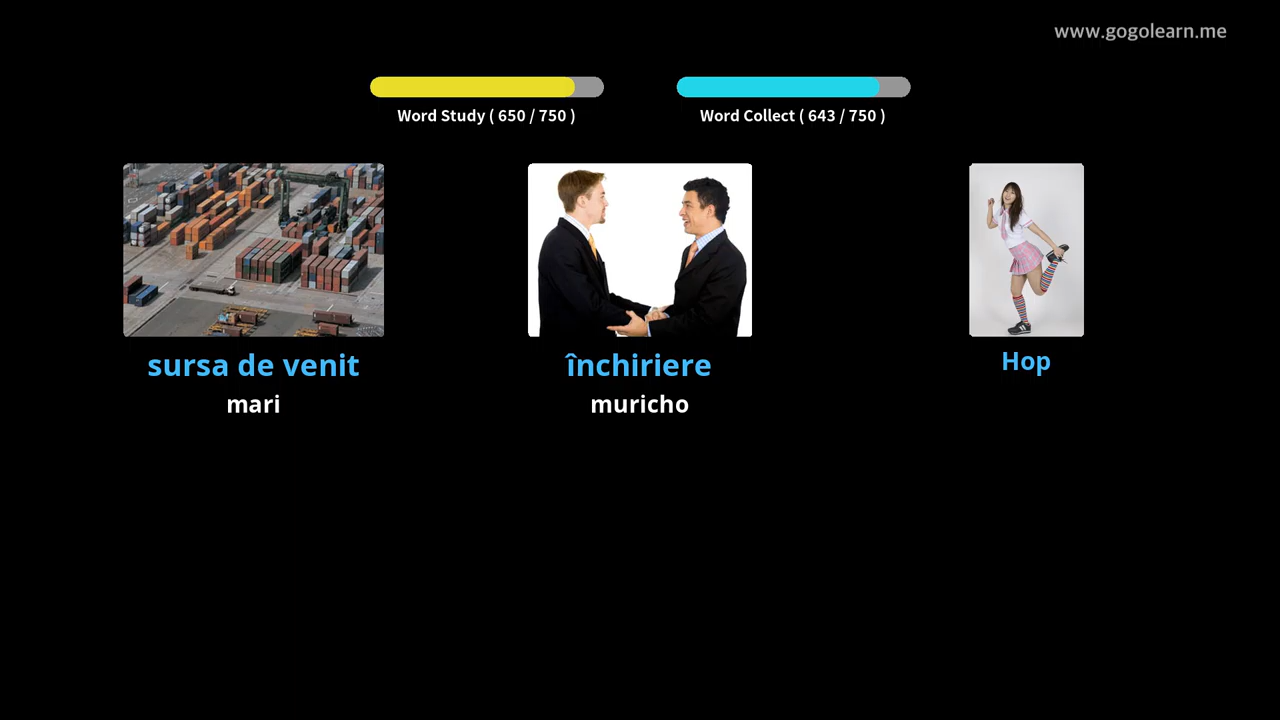 www.gogolearn.me
Word Study ( 650 / 750 )
Word Collect ( 643 / 750 )
sursa de venit
mari
închiriere
muricho
Hop